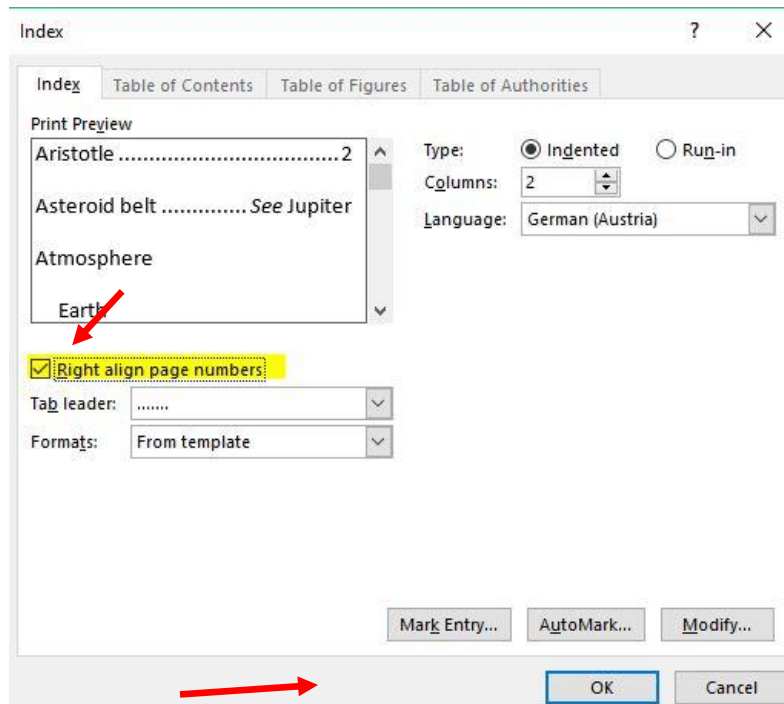 Index ? X
Index Table of Contents Table of Figures Table of Authorities
Print Preview
Aristotle ................................... 2
Asteroid belt .............. See Jupiter
Atmosphere
Earth
Type: Indented Run-in
Columns: 2
Language: German (Austria)
Right align page numbers
Tab leader: .......
Formats: From template
Mark Entry... AutoMark... Modify...
OK Cancel